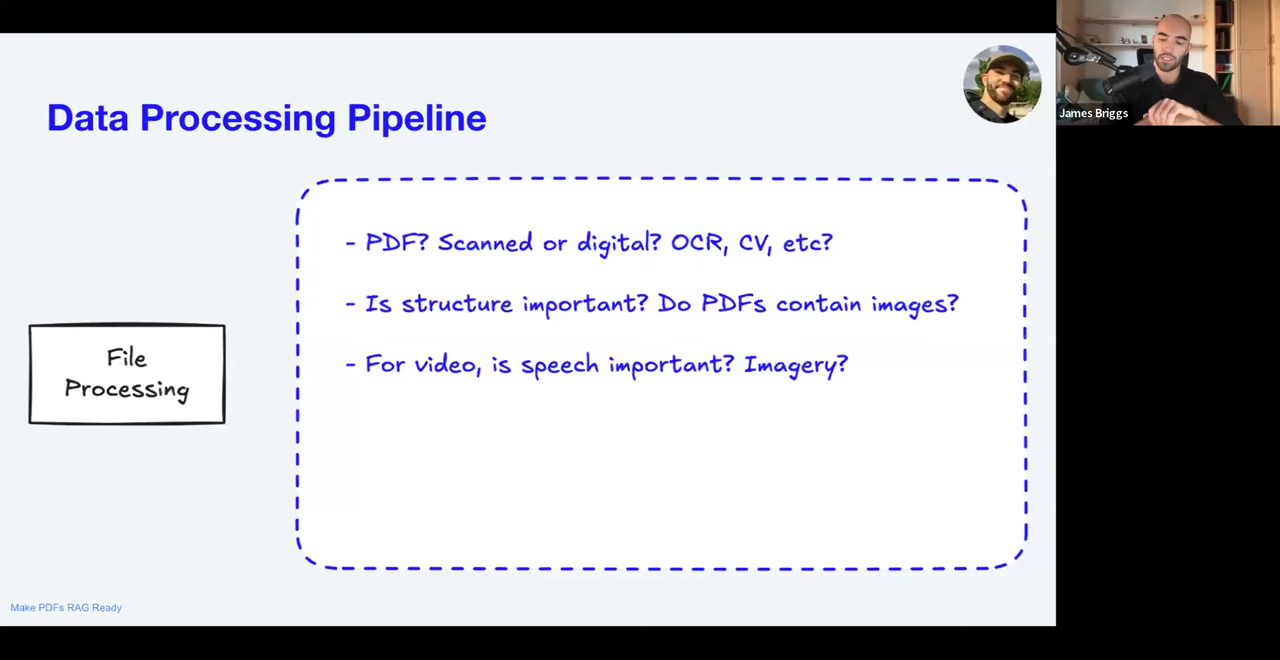 Data Processing Pipeline
James Briggs
- PDF? Scanned or digital? OCR, CV, etc?
- Is structure important? Do PDFs contain images?
File
Processing
- For video, is speech important? Imagery?
Make PDFs RAG Ready